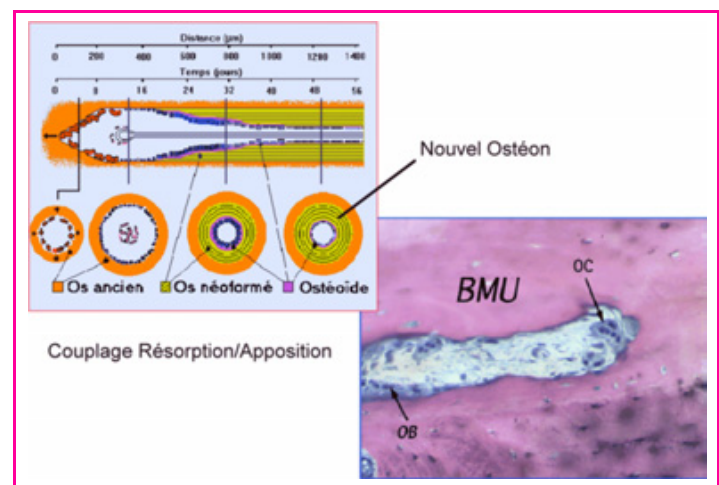 Distance (µm)
0 200 400 600 800 1000 1200 1400
Temps (jours)
0 8 16 24 32 40 48 56
Nouvel Ostéon
Os ancien Os néoformé Ostéoïde
Couplage Résorption/Apposition
BMU
OC
OB